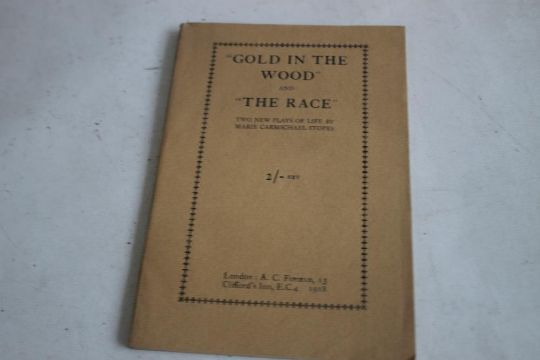 "GOLD IN THE
WOOD"
AND
"THE RACE"
TWO NEW PLAYS OF LIFE BY
MARIE CARMICHAEL STOPES
2/- NET
London: A. C. Fifield, 13
Clifford's Inn, E.C.4 1918